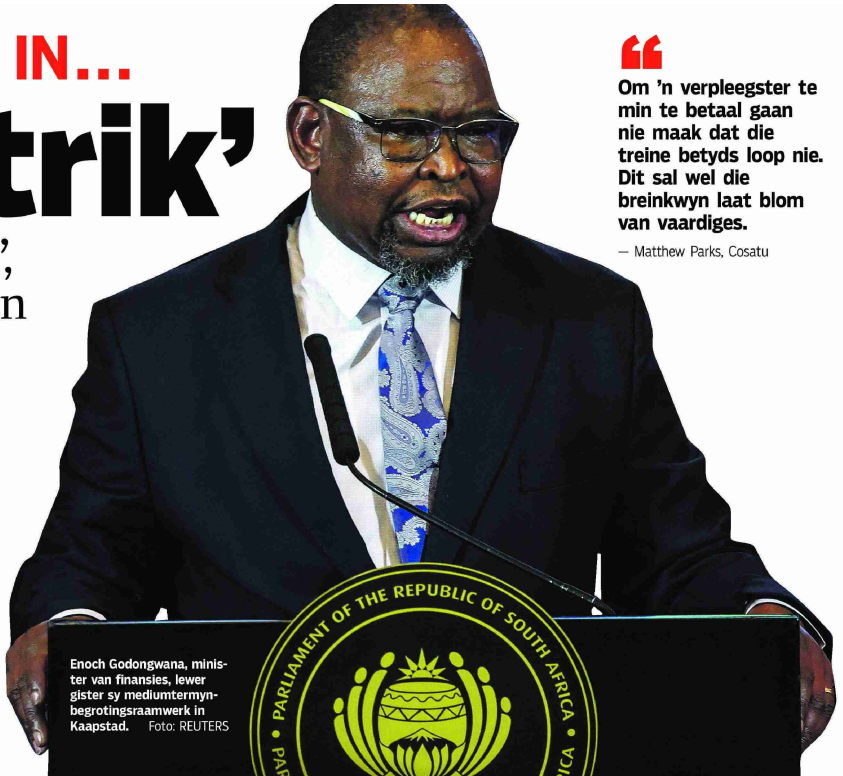 IN...
trik’
’
’
n
“
Om ’n verpleegster te
min te betaal gaan
nie maak dat die
treine betyds loop nie.
Dit sal wel die
breinkwyn laat blom
van vaardiges.
— Matthew Parks, Cosatu
PARLIAMENT OF THE REPUBLIC OF SOUTH AFRICA •
Enoch Godongwana, minis-
ter van finansies, lewer
gister sy mediumtermyn-
begrotingsraamwerk in
Kaapstad. Foto: REUTERS